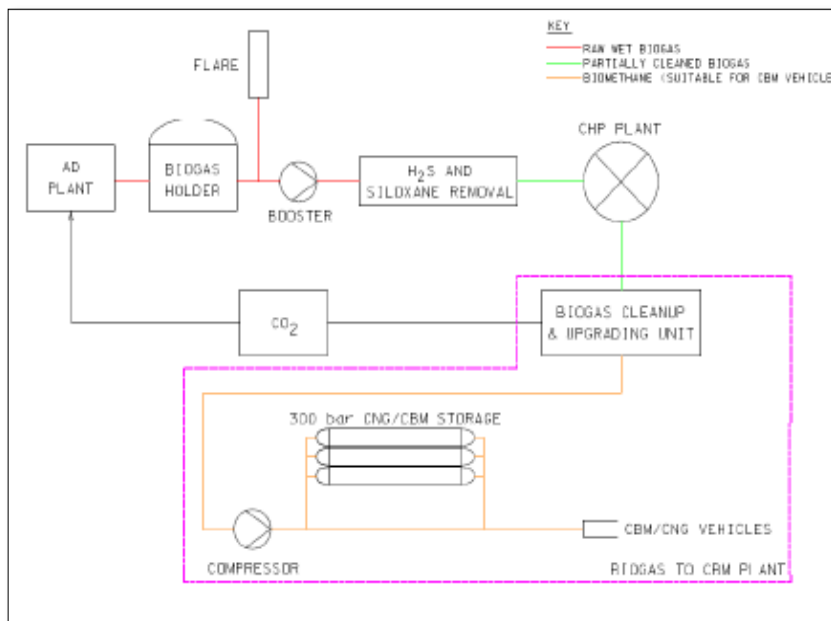 KEY
RAW WET BIOGAS
PARTIALLY CLEANED BIOGAS
BIOMETHANE (SUITABLE FOR CBM VEHICLE
FLARE
CHP PLANT
AD
PLANT
BIOGAS
HOLDER
BOOSTER
H₂S AND
SILOXANE REMOVAL
CO₂
BIOGAS CLEANUP
& UPGRADING UNIT
300 bar CNG/CBM STORAGE
COMPRESSOR
CBM/CNG VEHICLES
BIOGAS TO CBM PLANT